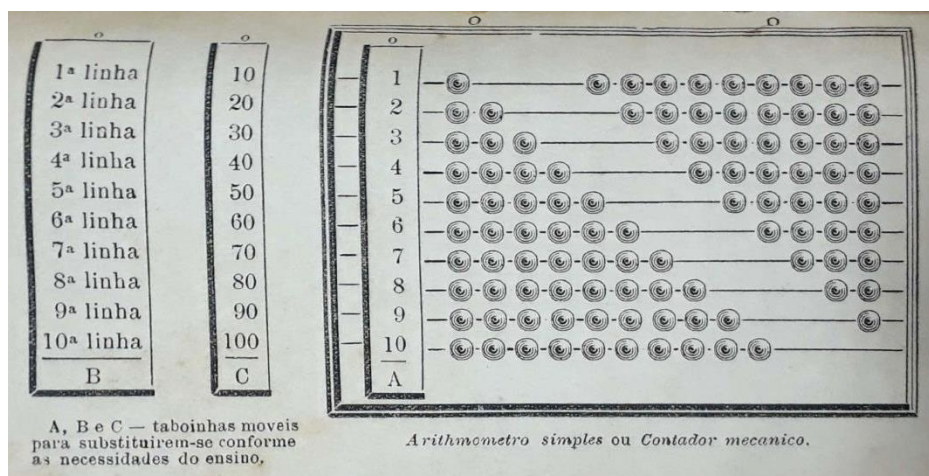 1ª linha
2ª linha
3ª linha
4ª linha
5ª linha
6ª linha
7ª linha
8ª linha
9ª linha
10ª linha
B
10
20
30
40
50
60
70
80
90
100
C
1
2
3
4
5
6
7
8
9
10
A
A, B e C — taboinhas moveis
para substituirem-se conforme
as necessidades do ensino.
Arithmometro simples ou Contador mecanico.